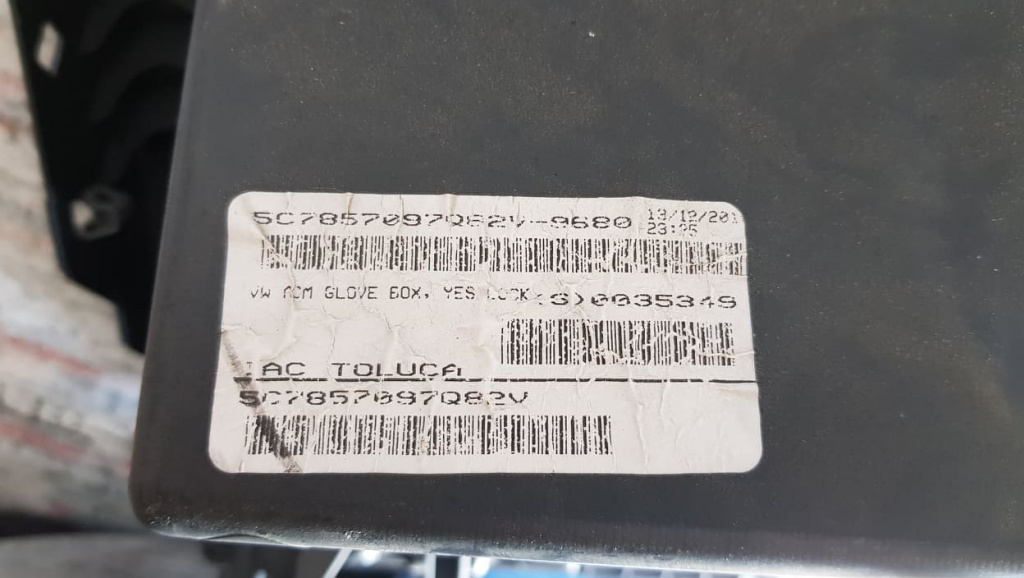 5C7857097Q82V-9680
13/12/201
23:25
VW NCM GLOVE BOX, YES LOCK
(S)0035349
IAC TOLUCA
5C7857097Q82V